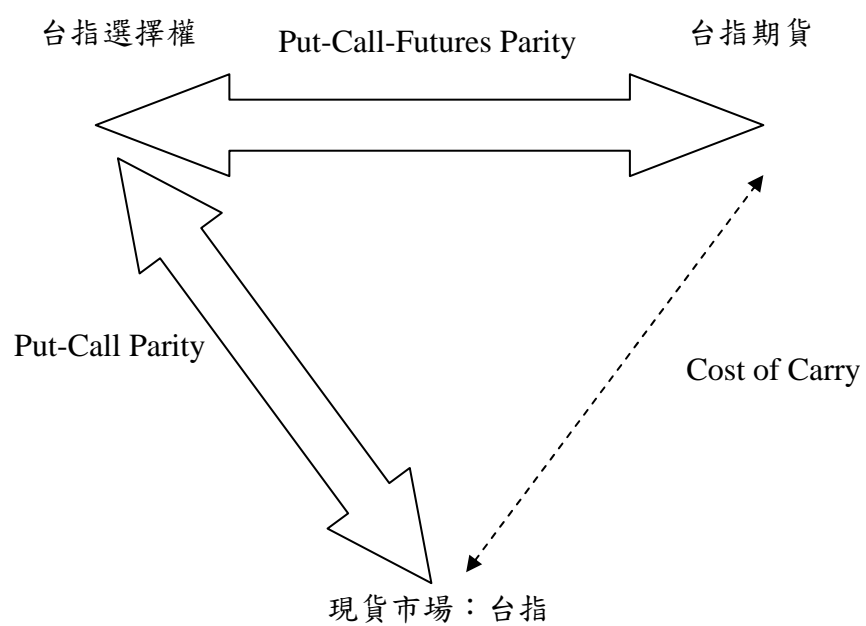 台指選擇權
Put-Call-Futures Parity
台指期貨
Put-Call Parity
Cost of Carry
現貨市場：台指